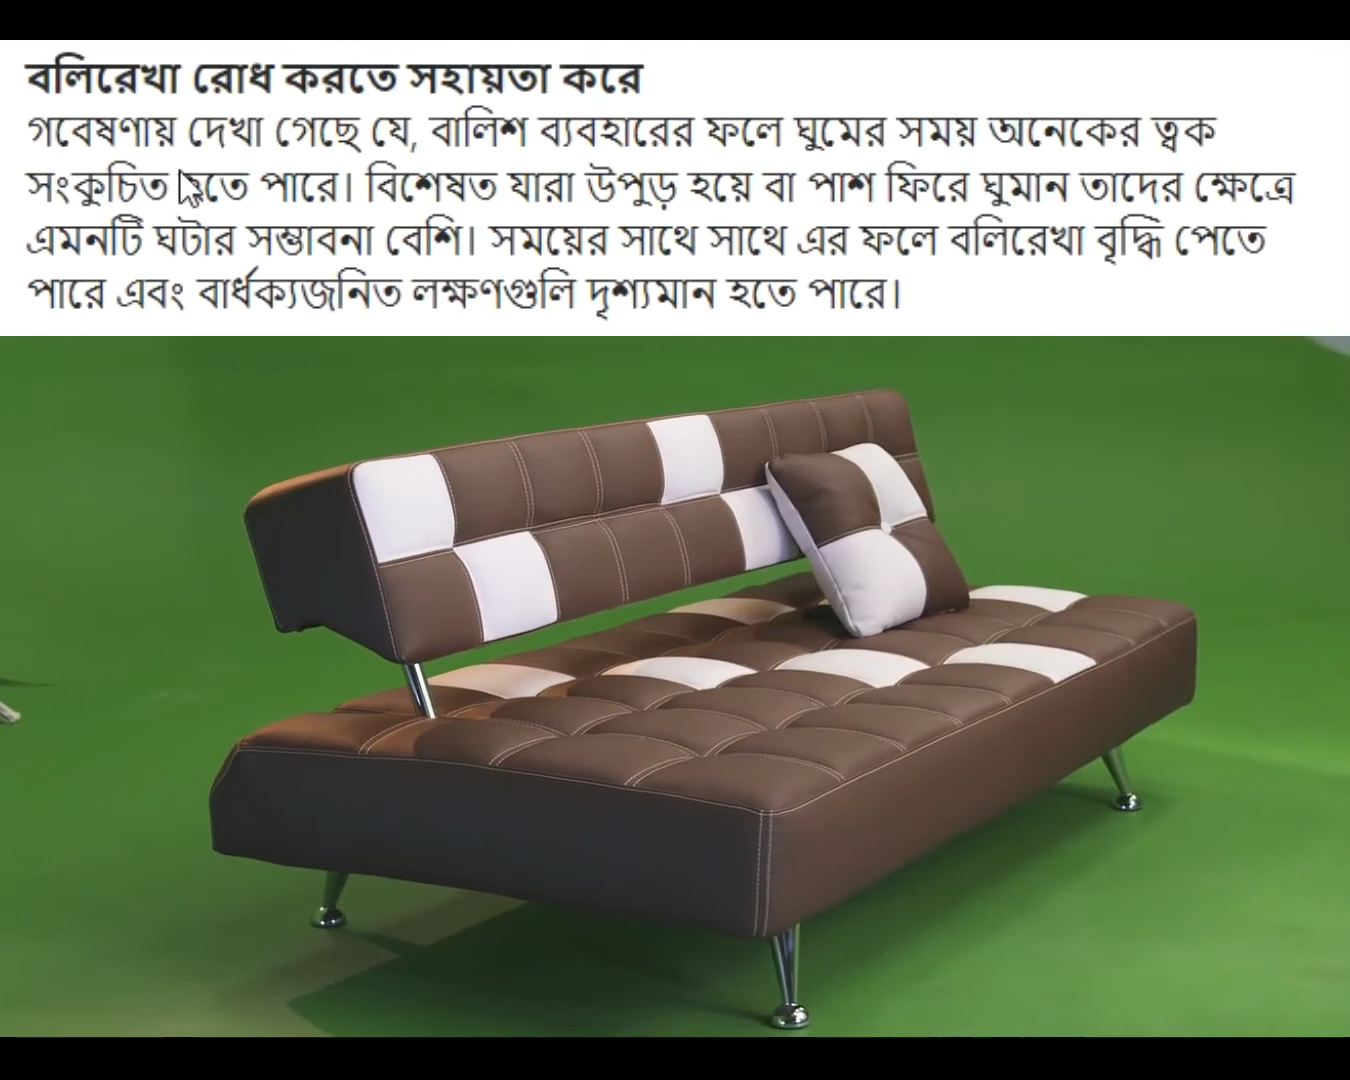 বলিরেখা রোধ করতে সহায়তা করে
গবেষণায় দেখা গেছে যে, বালিশ ব্যবহারের ফলে ঘুমের সময় অনেকের ত্বক
সংকুচিত হতে পারে। বিশেষত যারা উপুড় হয়ে বা পাশ ফিরে ঘুমান তাদের ক্ষেত্রে
এমনটি ঘটার সম্ভাবনা বেশি। সময়ের সাথে সাথে এর ফলে বলিরেখা বৃদ্ধি পেতে
পারে এবং বার্ধক্যজনিত লক্ষণগুলি দৃশ্যমান হতে পারে।